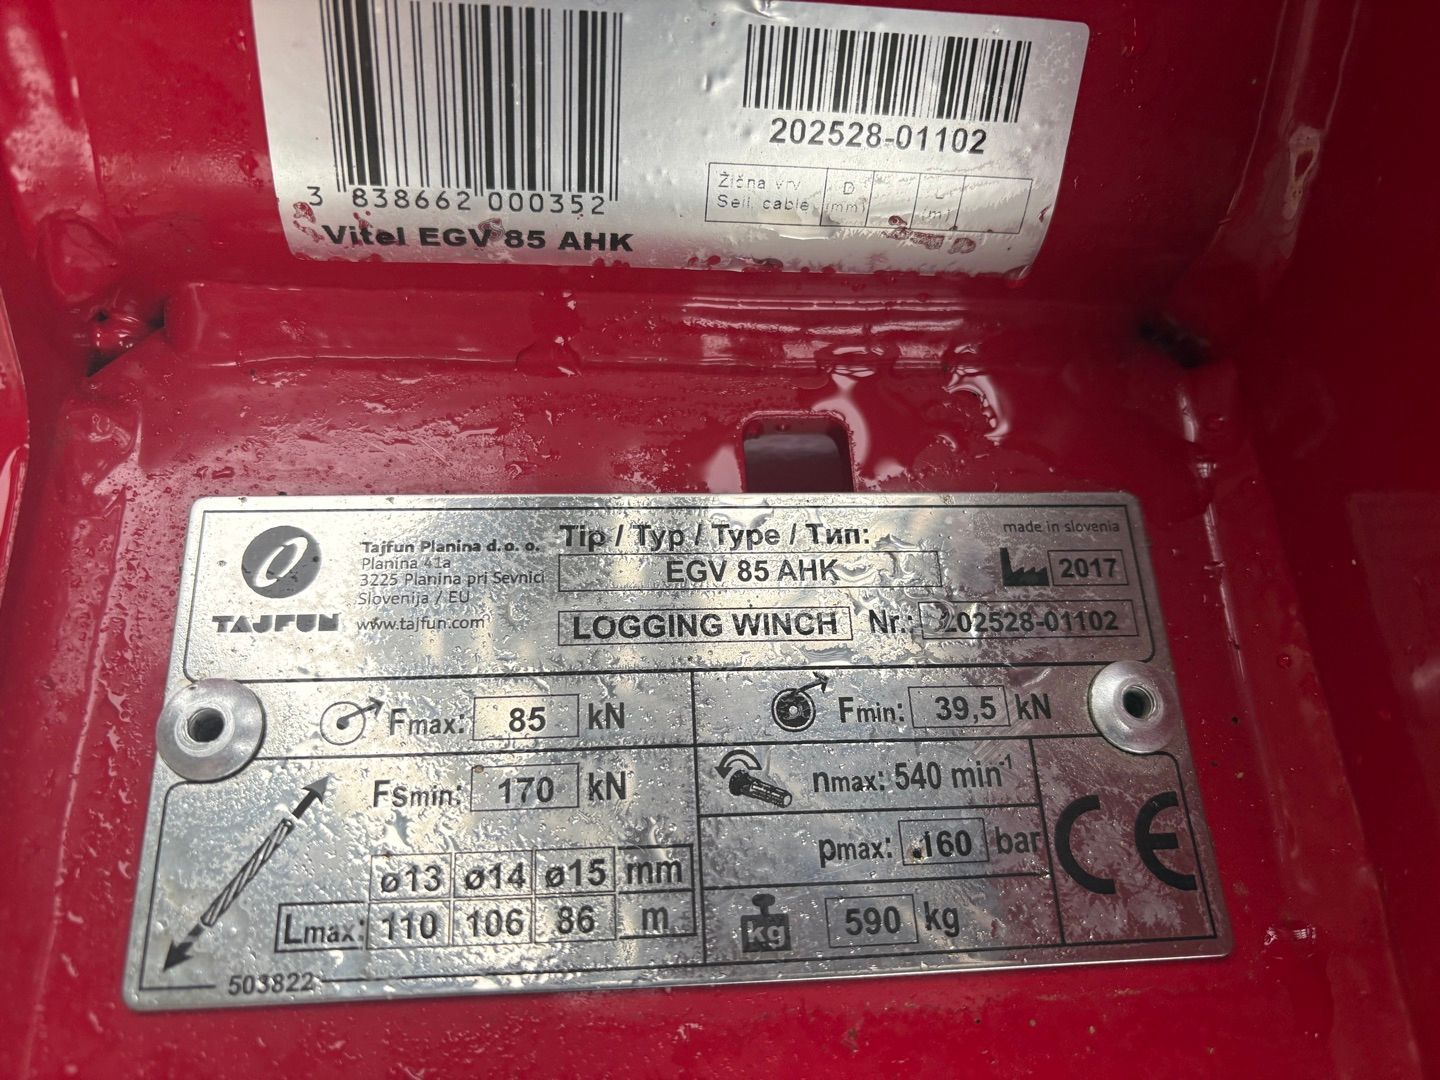 202528-01102
Žična vrv D L
Seil, cable (mm) (m)
3 838662 000352
Vitel EGV 85 AHK
Tajfun Planina d. o. o.
Planina 41a
3225 Planina pri Sevnici
Slovenija / EU
www.tajfun.com
TAJFUN
Tip / Typ / Type / Тип:
EGV 85 AHK
made in slovenia
2017
LOGGING WINCH Nr.: 202528-01102
Fmax: 85 kN
Fmin: 39,5 kN
Fsmin: 170 kN
nmax: 540 min-1
pmax: 160 bar
CE
ø13 ø14 ø15 mm
Lmax: 110 106 86 m
kg 590 kg
503822